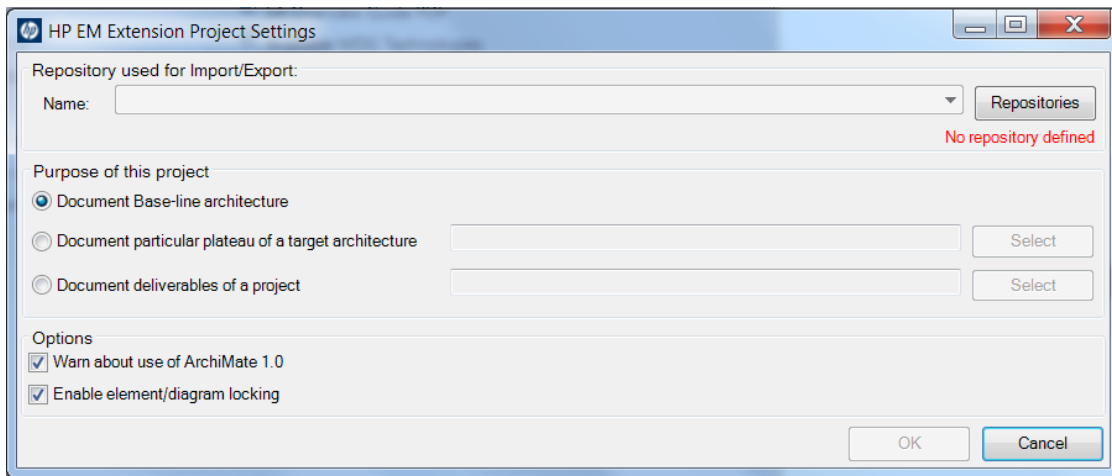 HP EM Extension Project Settings
Repository used for Import/Export:
Name:
Repositories
No repository defined
Purpose of this project
Document Base-line architecture
Document particular plateau of a target architecture
Select
Document deliverables of a project
Select
Options
Warn about use of ArchiMate 1.0
Enable element/diagram locking
OK
Cancel